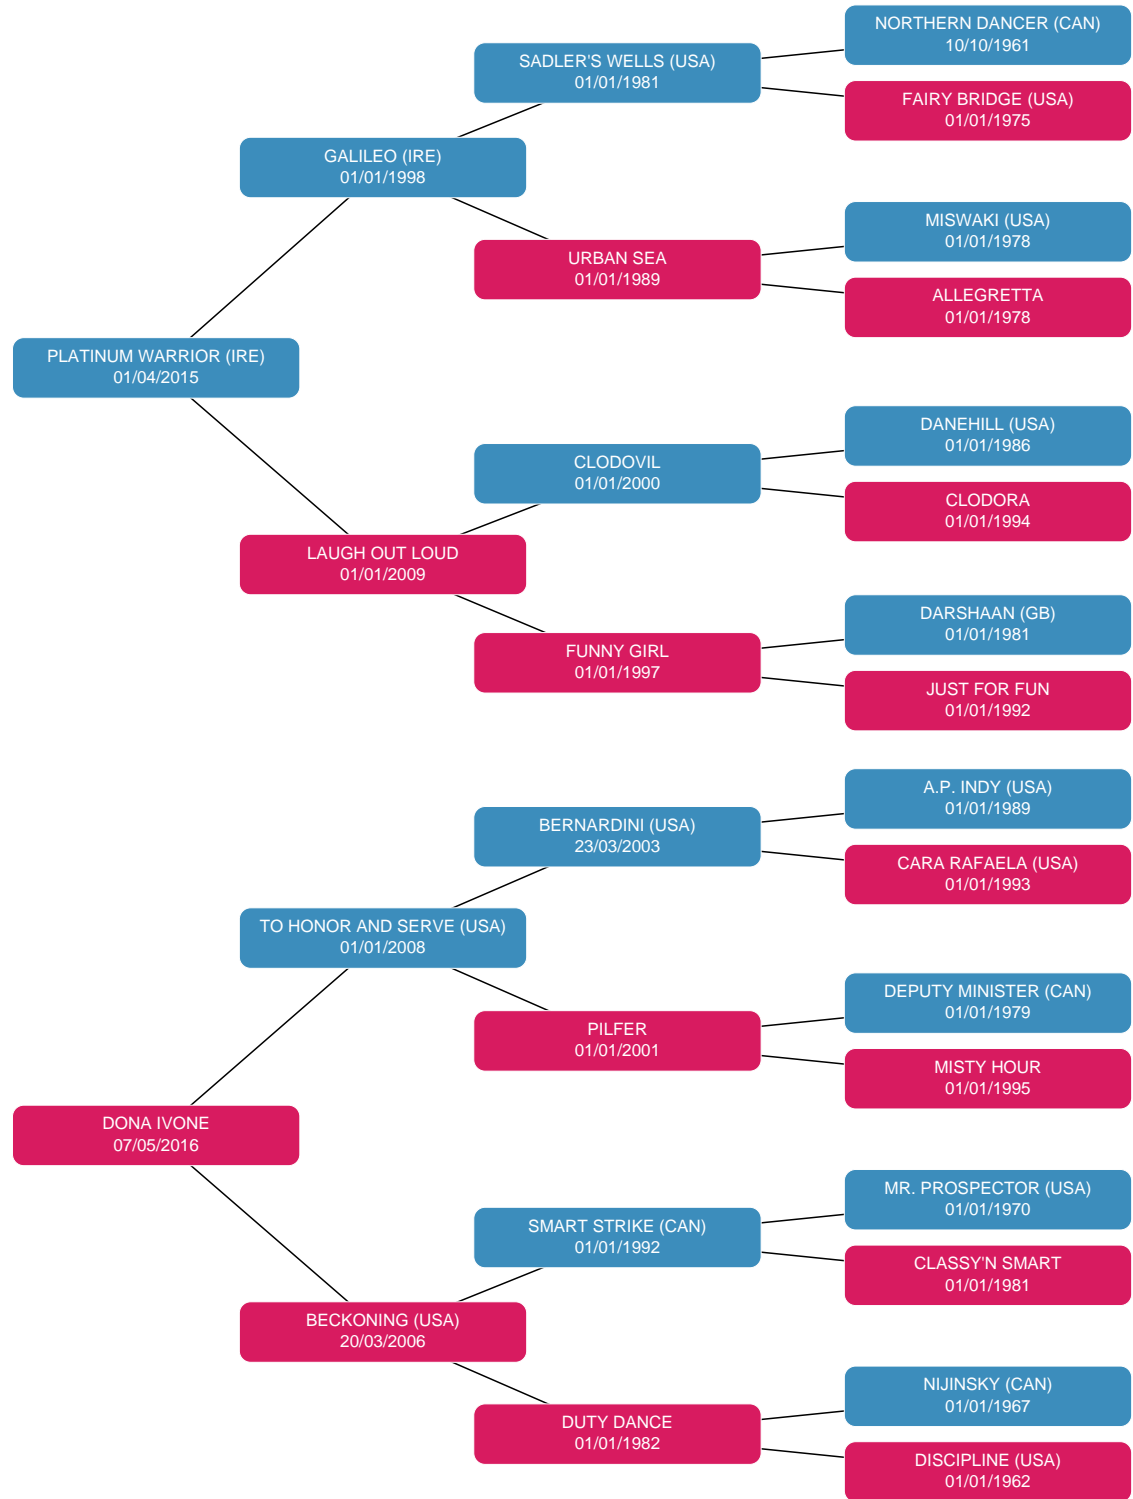 NORTHERN DANCER (CAN)
10/10/1961
SADLER'S WELLS (USA)
01/01/1981
FAIRY BRIDGE (USA)
01/01/1975
GALILEO (IRE)
01/01/1998
MISWAKI (USA)
01/01/1978
URBAN SEA
01/01/1989
ALLEGRETTA
01/01/1978
PLATINUM WARRIOR (IRE)
01/04/2015
DANEHILL (USA)
01/01/1986
CLODOVIL
01/01/2000
CLODORA
01/01/1994
LAUGH OUT LOUD
01/01/2009
DARSHAAN (GB)
01/01/1981
FUNNY GIRL
01/01/1997
JUST FOR FUN
01/01/1992
A.P. INDY (USA)
01/01/1989
BERNARDINI (USA)
23/03/2003
CARA RAFAELA (USA)
01/01/1993
TO HONOR AND SERVE (USA)
01/01/2008
DEPUTY MINISTER (CAN)
01/01/1979
PILFER
01/01/2001
MISTY HOUR
01/01/1995
DONA IVONE
07/05/2016
MR. PROSPECTOR (USA)
01/01/1970
SMART STRIKE (CAN)
01/01/1992
CLASSY'N SMART
01/01/1981
BECKONING (USA)
20/03/2006
NIJINSKY (CAN)
01/01/1967
DUTY DANCE
01/01/1982
DISCIPLINE (USA)
01/01/1962